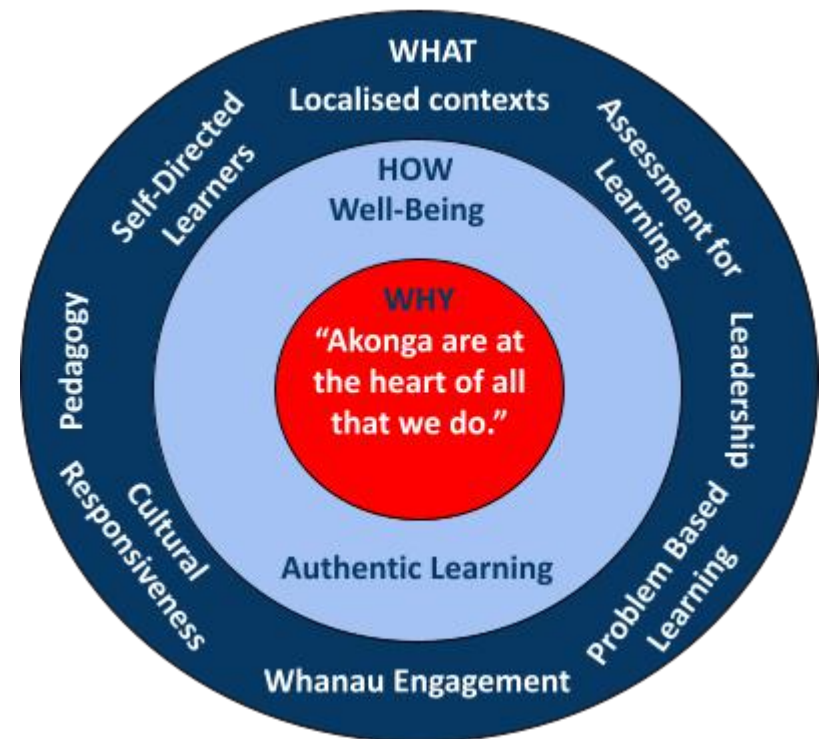 WHAT
Localised contexts
Assessment for
Learning
Leadership
Problem Based
Learning
Whanau Engagement
Cultural
Responsiveness
Pedagogy
Self-Directed
Learners
HOW
Well-Being
Authentic Learning
WHY
“Akonga are at
the heart of all
that we do.”